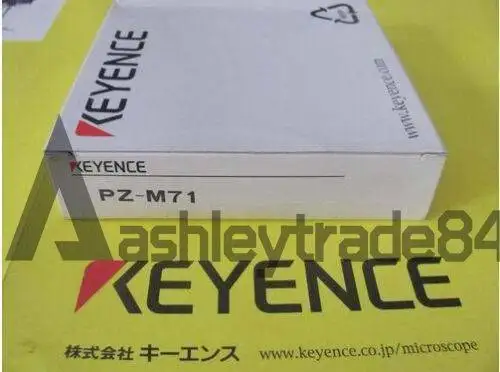 KEYENCE
www.keyence.com
KEYENCE
PZ-M71
ashleytrade84
KEYENCE
株式会社 キーエンス www.keyence.co.jp/microscope